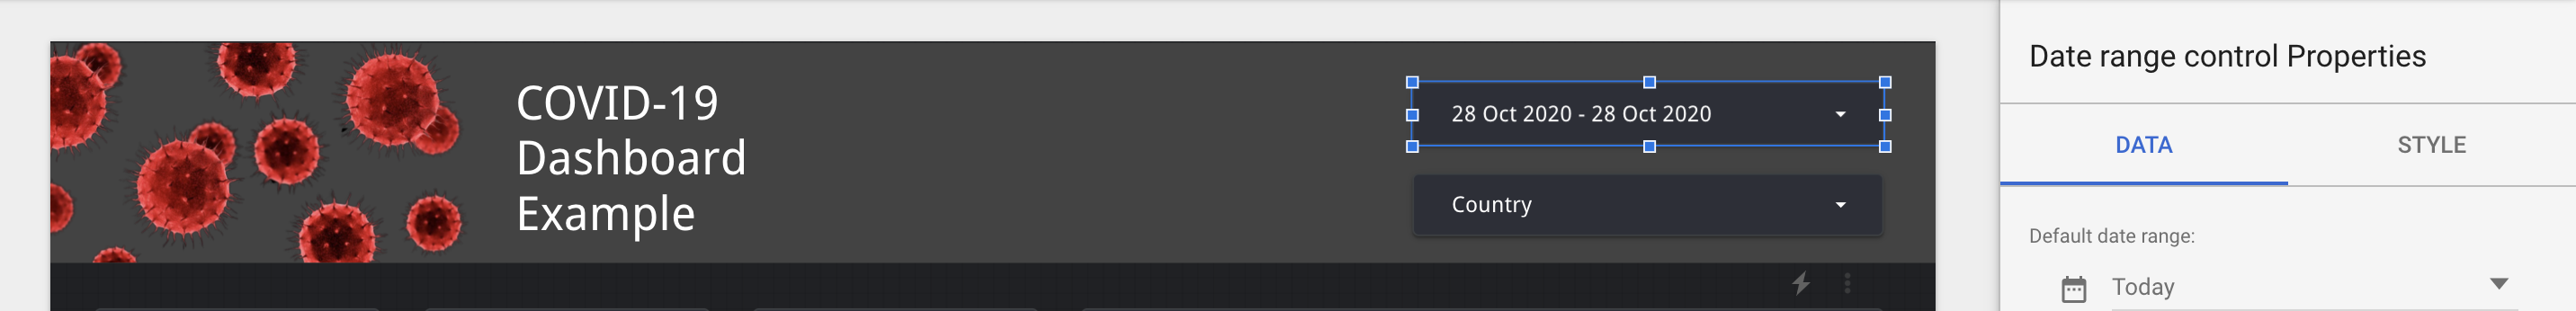 COVID-19
Dashboard
Example
28 Oct 2020 - 28 Oct 2020
Country
Date range control Properties
DATA
STYLE
Default date range:
Today